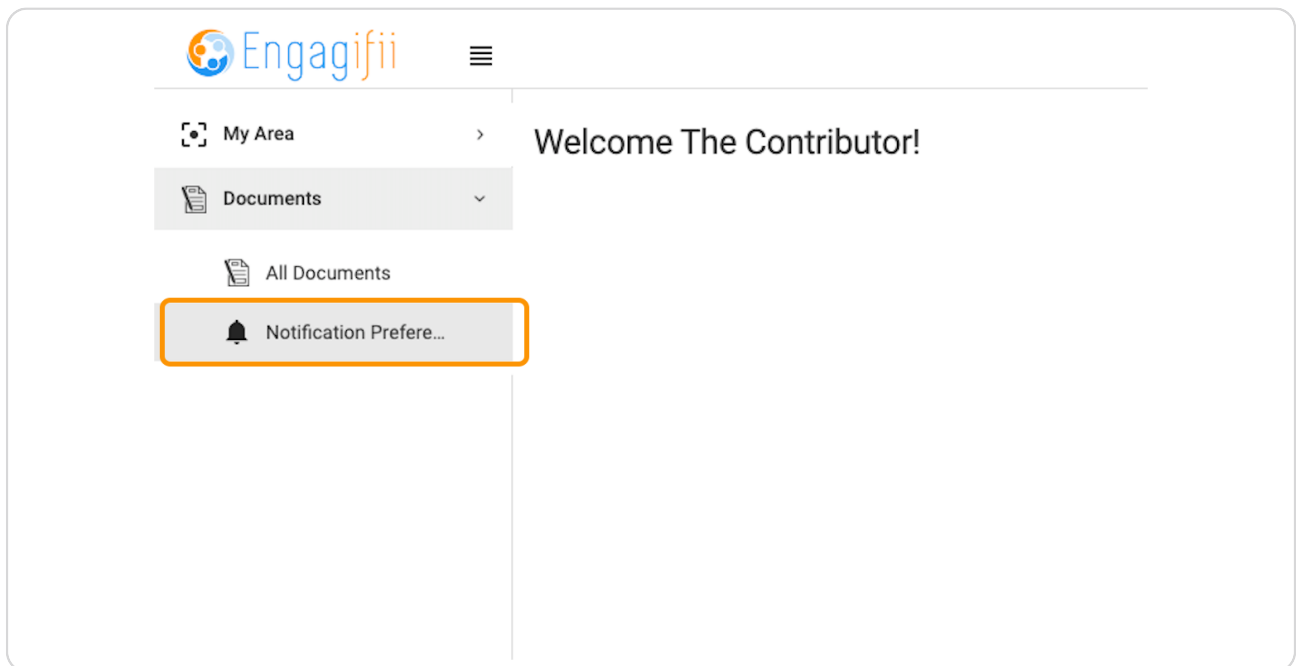 Engagifii
My Area
Welcome The Contributor!
Documents
All Documents
Notification Prefere...